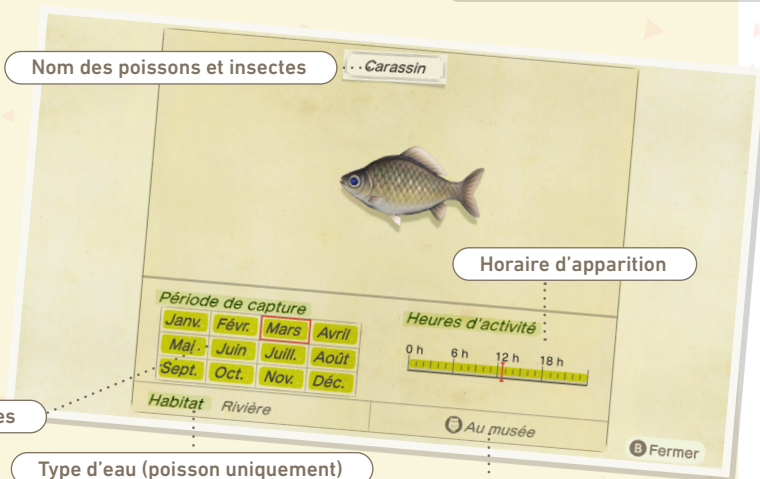 Nom des poissons et insectes
Carassin
Horaire d'apparition
Période de capture
Janv. Févr. Mars Avril
Mai Juin Juill. Août
Sept. Oct. Nov. Déc.
Heures d'activité
0 h 6 h 12 h 18 h
Habitat Rivière
Au musée
B Fermer
Type d'eau (poisson uniquement)